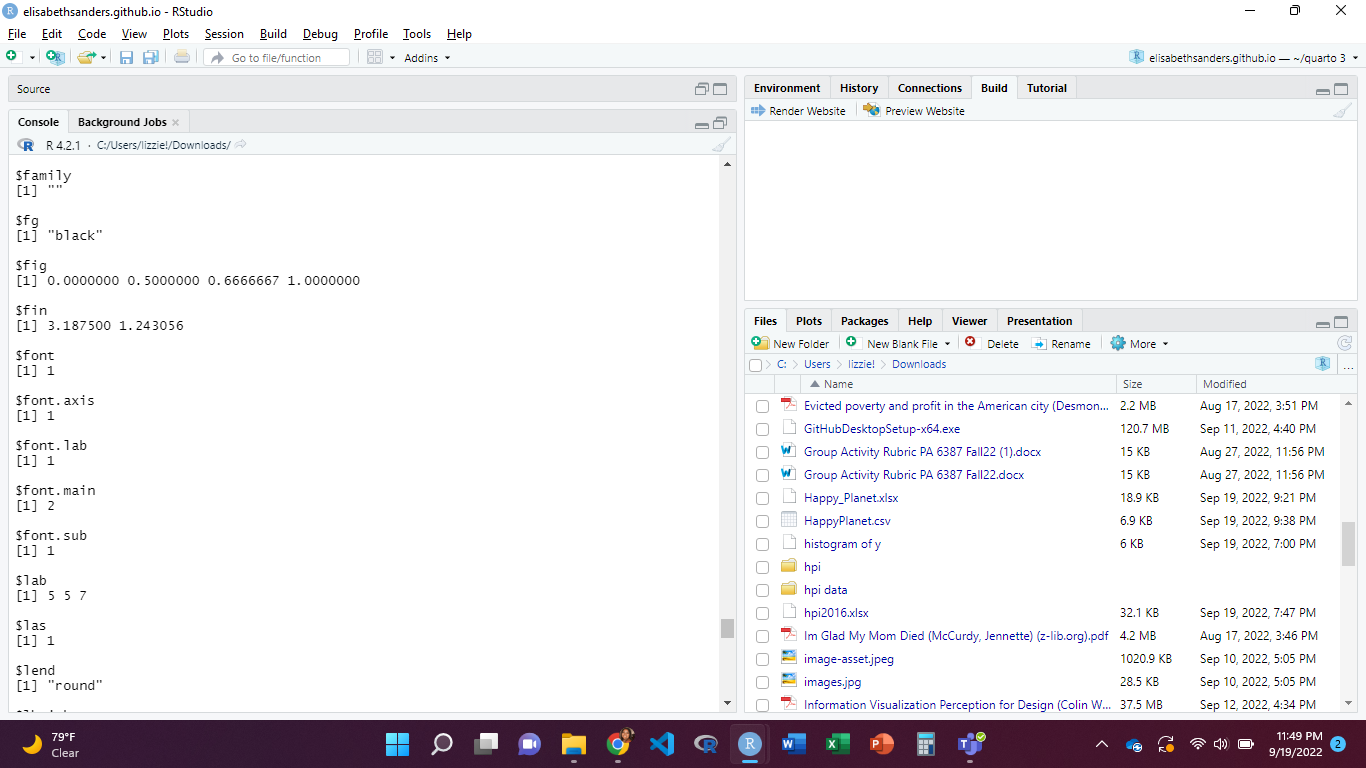 elisabethsanders.github.io - RStudio
File Edit Code View Plots Session Build Debug Profile Tools Help
Go to file/function Addins elisabethsanders.github.io — ~/quarto 3
Source
Console Background Jobs
R 4.2.1 · C:/Users/lizzie!/Downloads/
$family
[1] ""
$fg
[1] "black"
$fig
[1] 0.0000000 0.5000000 0.6666667 1.0000000
$fin
[1] 3.187500 1.243056
$font
[1] 1
$font.axis
[1] 1
$font.lab
[1] 1
$font.main
[1] 2
$font.sub
[1] 1
$lab
[1] 5 5 7
$las
[1] 1
$lend
[1] "round"
Environment History Connections Build Tutorial
Render Website Preview Website
Files Plots Packages Help Viewer Presentation
New Folder New Blank File Delete Rename More
C: Users lizzie! Downloads ...
Name Size Modified
Evicted poverty and profit in the American city (Desmon... 2.2 MB Aug 17, 2022, 3:51 PM
GitHubDesktopSetup-x64.exe 120.7 MB Sep 11, 2022, 4:40 PM
Group Activity Rubric PA 6387 Fall22 (1).docx 15 KB Aug 27, 2022, 11:56 PM
Group Activity Rubric PA 6387 Fall22.docx 15 KB Aug 27, 2022, 11:56 PM
Happy_Planet.xlsx 18.9 KB Sep 19, 2022, 9:21 PM
HappyPlanet.csv 6.9 KB Sep 19, 2022, 9:38 PM
histogram of y 6 KB Sep 19, 2022, 7:00 PM
hpi
hpi data
hpi2016.xlsx 32.1 KB Sep 19, 2022, 7:47 PM
Im Glad My Mom Died (McCurdy, Jennette) (z-lib.org).pdf 4.2 MB Aug 17, 2022, 3:46 PM
image-asset.jpeg 1020.9 KB Sep 10, 2022, 5:05 PM
images.jpg 28.5 KB Sep 10, 2022, 5:05 PM
Information Visualization Perception for Design (Colin W... 37.5 MB Sep 12, 2022, 4:34 PM
79°F
Clear
11:49 PM
9/19/2022
2